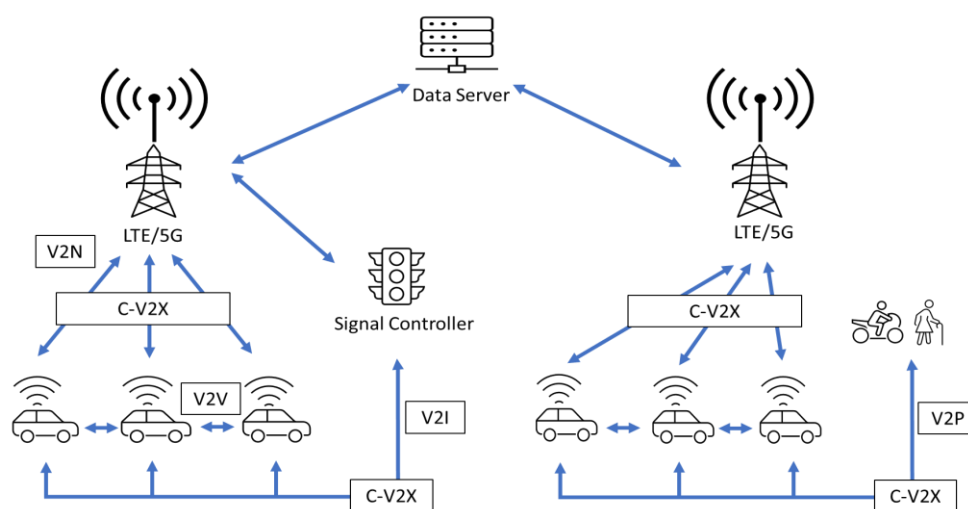 Data Server
LTE/5G
LTE/5G
V2N
C-V2X
C-V2X
Signal Controller
V2V
V2I
V2P
C-V2X
C-V2X